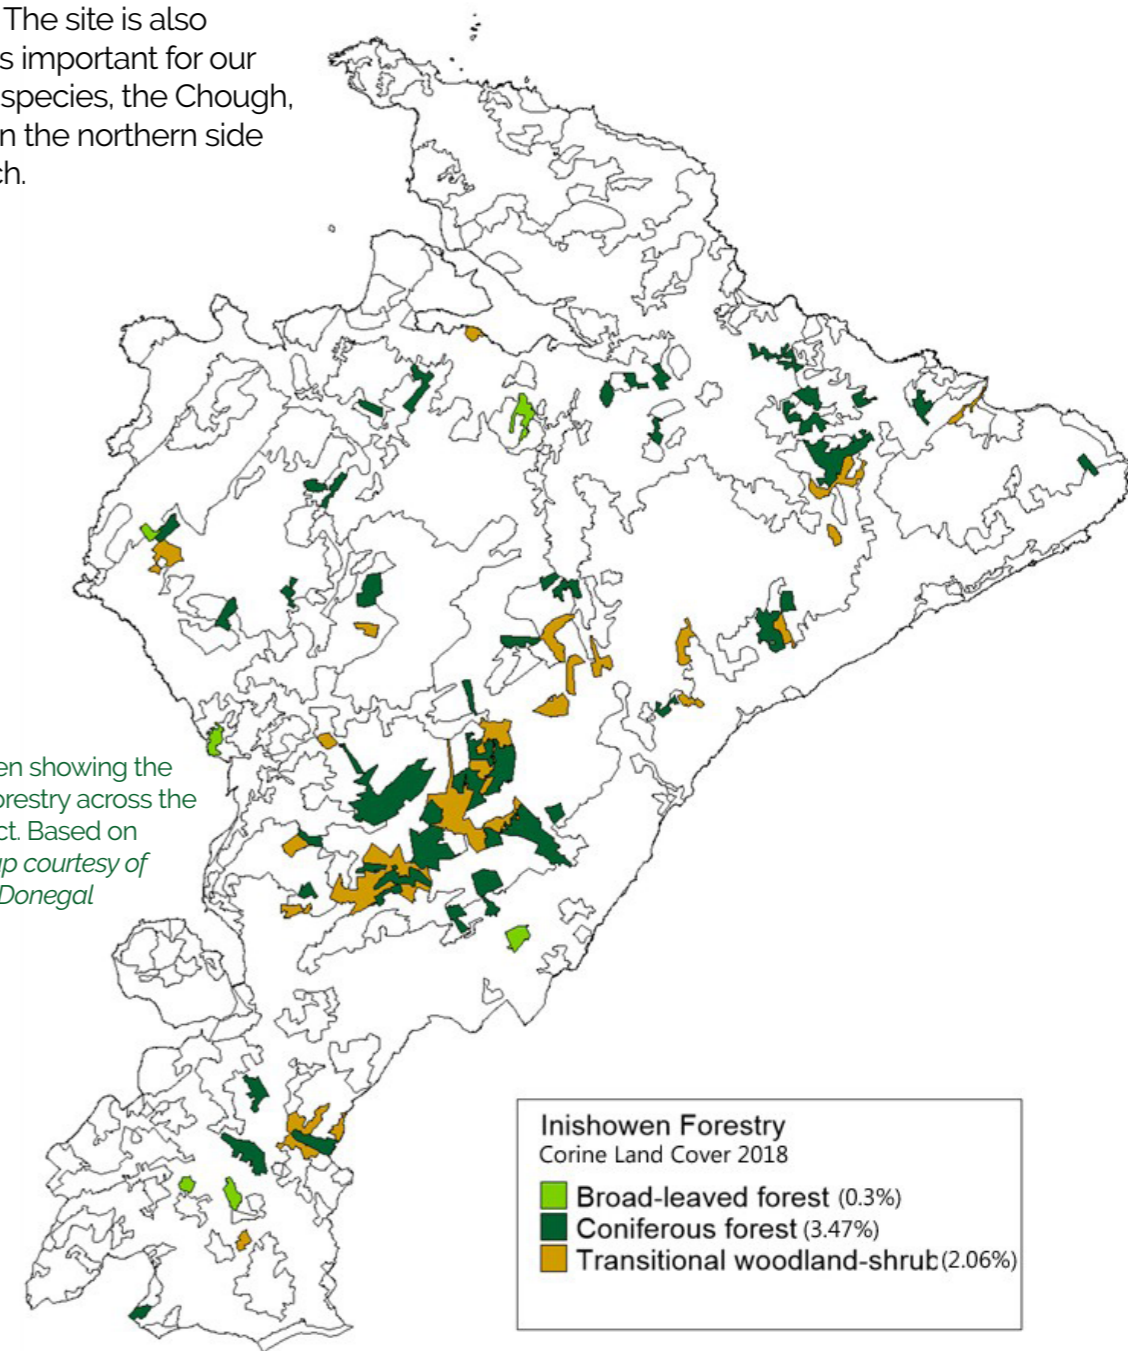 The site is also
s important for our
species, the Chough,
n the northern side
ch.
en showing the
orestry across the
ct. Based on
p courtesy of
Donegal
Inishowen Forestry
Corine Land Cover 2018
Broad-leaved forest (0.3%)
Coniferous forest (3.47%)
Transitional woodland-shrub (2.06%)